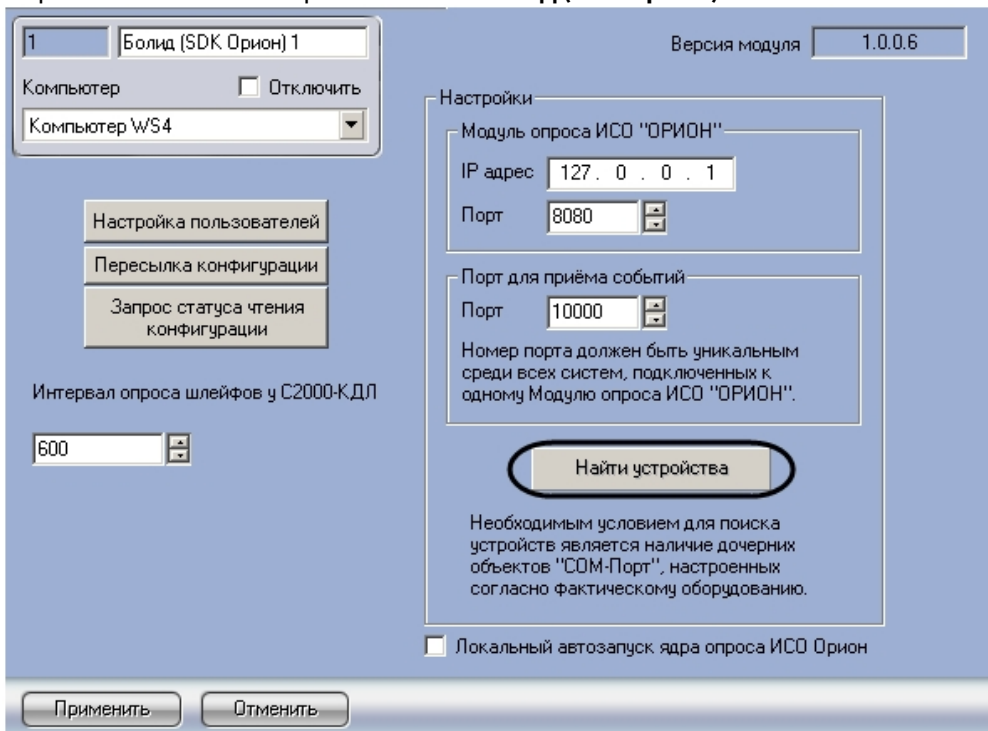 1
Болид (SDK Орион) 1
Компьютер
Отключить
Компьютер WS4
Настройка пользователей
Пересылка конфигурации
Запрос статуса чтения
конфигурации
Интервал опроса шлейфов у С2000-КДЛ
600
Версия модуля
1.0.0.6
Настройки
Модуль опроса ИСО "ОРИОН"
IP адрес
127. 0 . 0 . 1
Порт
8080
Порт для приёма событий
Порт
10000
Номер порта должен быть уникальным
среди всех систем, подключенных к
одному Модулю опроса ИСО "ОРИОН".
Найти устройства
Необходимым условием для поиска
устройств является наличие дочерних
объектов "СОМ-Порт", настроенных
согласно фактическому оборудованию.
Локальный автозапуск ядра опроса ИСО Орион
Применить
Отменить